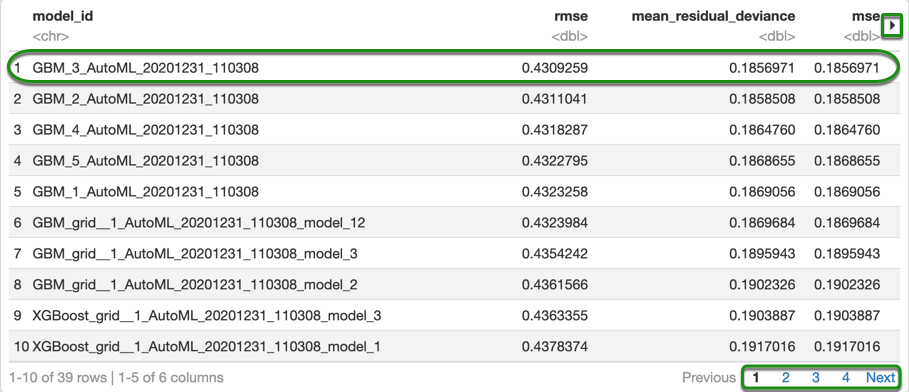 model_id rmse mean_residual_deviance mse
<chr> <dbl> <dbl> <dbl>
1 GBM_3_AutoML_20201231_110308 0.4309259 0.1856971 0.1856971
2 GBM_2_AutoML_20201231_110308 0.4311041 0.1858508 0.1858508
3 GBM_4_AutoML_20201231_110308 0.4318287 0.1864760 0.1864760
4 GBM_5_AutoML_20201231_110308 0.4322795 0.1868655 0.1868655
5 GBM_1_AutoML_20201231_110308 0.4323258 0.1869056 0.1869056
6 GBM_grid__1_AutoML_20201231_110308_model_12 0.4323984 0.1869684 0.1869684
7 GBM_grid__1_AutoML_20201231_110308_model_3 0.4354242 0.1895943 0.1895943
8 GBM_grid__1_AutoML_20201231_110308_model_2 0.4361566 0.1902326 0.1902326
9 XGBoost_grid__1_AutoML_20201231_110308_model_3 0.4363355 0.1903887 0.1903887
10 XGBoost_grid__1_AutoML_20201231_110308_model_1 0.4378374 0.1917016 0.1917016
1-10 of 39 rows | 1-5 of 6 columns Previous 1 2 3 4 Next